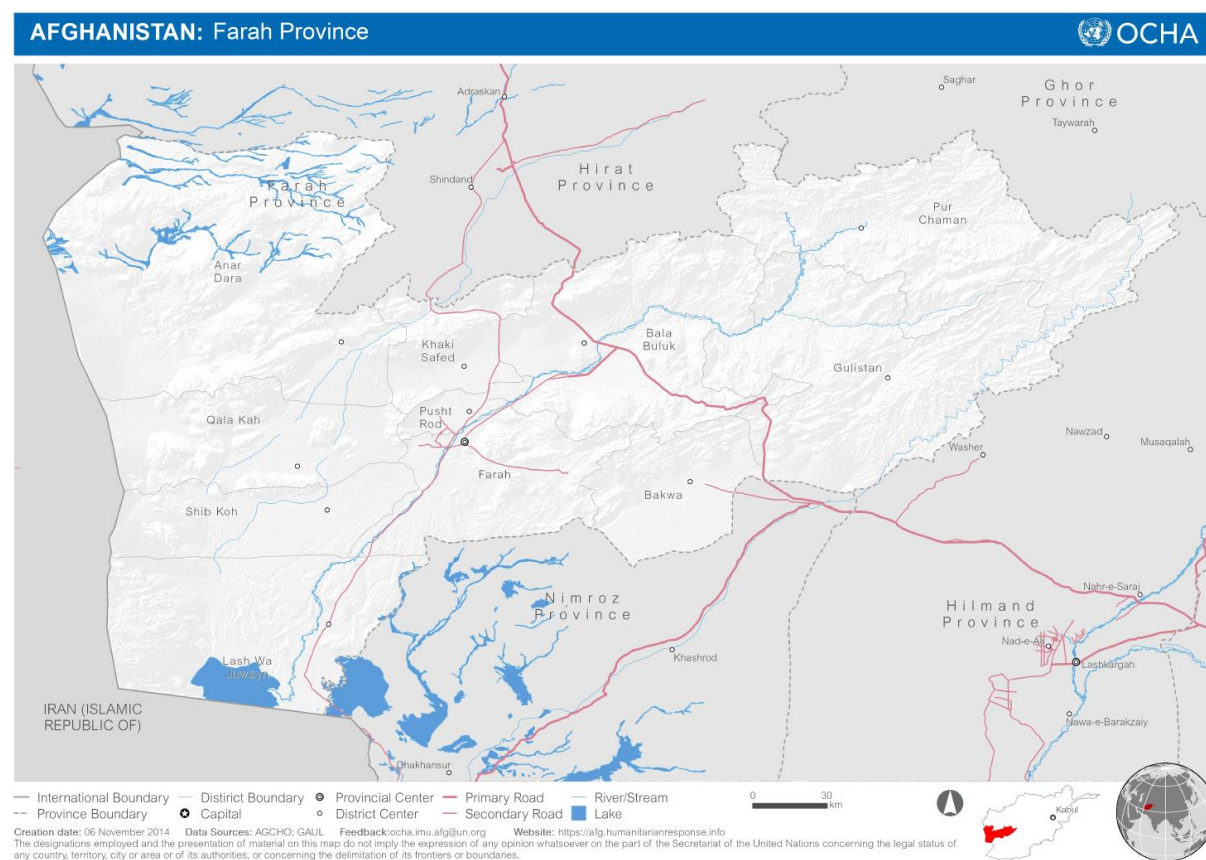 AFGHANISTAN: Farah Province
OCHA
Saghar
Ghor
Province
Taywarah
Adraskan
Hirat
Province
Shindand
Farah
Province
Pur
Chaman
Anar
Dara
Khaki
Safed
Bala
Buluk
Gulistan
Qala Kah
Pusht
Rod
Farah
Nawzad
Musaqalah
Washer
Bakwa
Shib Koh
Nimroz
Province
Hilmand
Province
Nahr-e-Saraj
Nad-e-Ali
Lashkargah
Khashrod
Lash Wa
Juwayn
Nawa-e-Barakzaiy
IRAN (ISLAMIC
REPUBLIC OF)
Chakhansur
International Boundary
District Boundary
Provincial Center
Primary Road
River/Stream
Province Boundary
Capital
District Center
Secondary Road
Lake
0 30
km
Kabul
Creation date: 06 November 2014 Data Sources: AGCHO; GAUL Feedback:ocha.imu.afg@un.org Website: https://afg.humanitarianresponse.info
The designations employed and the presentation of material on this map do not imply the expression of any opinion whatsoever on the part of the Secretariat of the United Nations concerning the legal status of
any country, territory, city or area or of its authorities, or concerning the delimitation of its frontiers or boundaries.